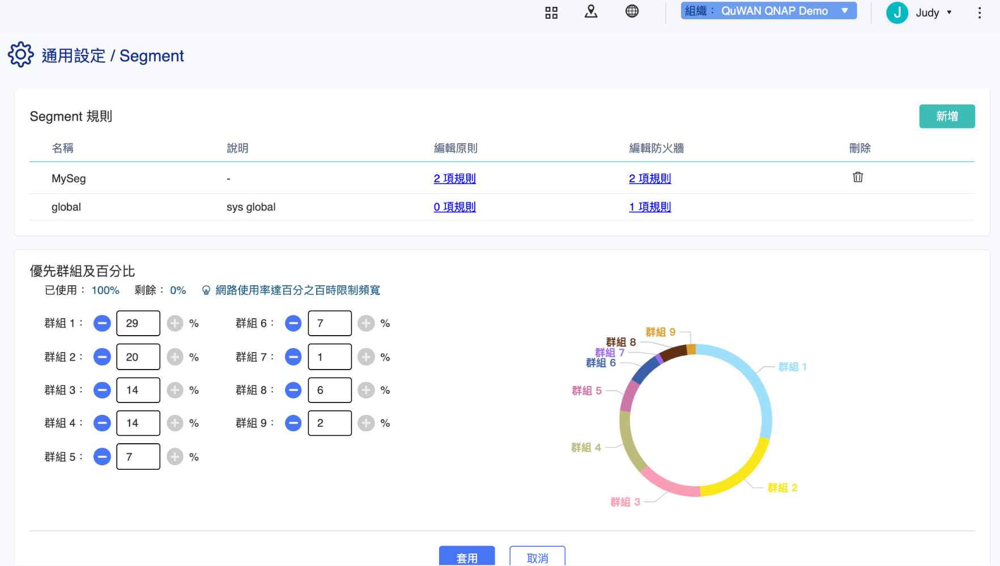 組織： QuWAN QNAP Demo ▼
J Judy
通用設定 / Segment
Segment 規則
新增
名稱 說明 編輯原則 編輯防火牆 刪除
MySeg - 2 項規則 2 項規則
global sys global 0 項規則 1 項規則
優先群組及百分比
已使用： 100% 剩餘： 0% 網路使用率達百分之百時限制頻寬
群組 1： 29 % 群組 6： 7 %
群組 2： 20 % 群組 7： 1 %
群組 3： 14 % 群組 8： 6 %
群組 4： 14 % 群組 9： 2 %
群組 5： 7 %
群組 9
群組 8
群組 7
群組 6
群組 1
群組 5
群組 4
群組 2
群組 3
套用 取消